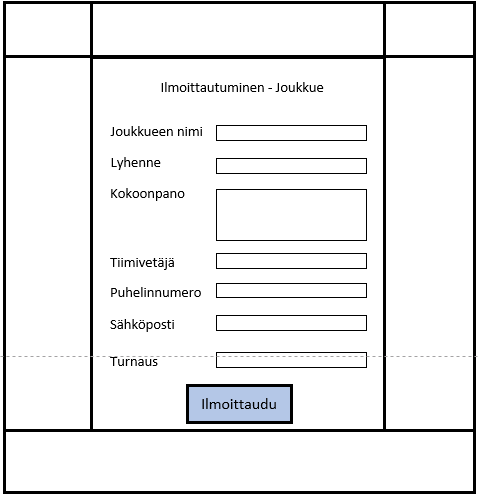 Ilmoittautuminen - Joukkue
Joukkueen nimi
Lyhenne
Kokoonpano
Tiimivetäjä
Puhelinnumero
Sähköposti
Turnaus
Ilmoittaudu